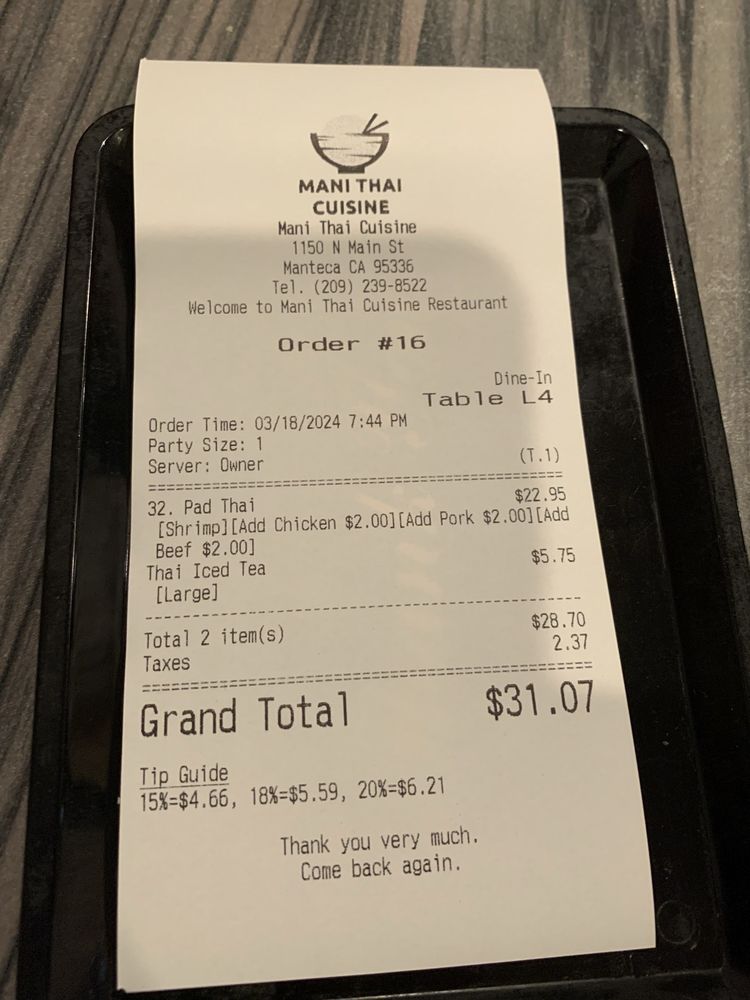 MANI THAI
CUISINE
Mani Thai Cuisine
1150 N Main St
Manteca CA 95336
Tel. (209) 239-8522
Welcome to Mani Thai Cuisine Restaurant
Order #16
Dine-In
Table L4
Order Time: 03/18/2024 7:44 PM
Party Size: 1
Server: Owner (T.1)
32. Pad Thai $22.95
[Shrimp][Add Chicken $2.00][Add Pork $2.00][Add
Beef $2.00]
Thai Iced Tea $5.75
[Large]
Total 2 item(s) $28.70
Taxes 2.37
Grand Total $31.07
Tip Guide
15%=$4.66, 18%=$5.59, 20%=$6.21
Thank you very much.
Come back again.